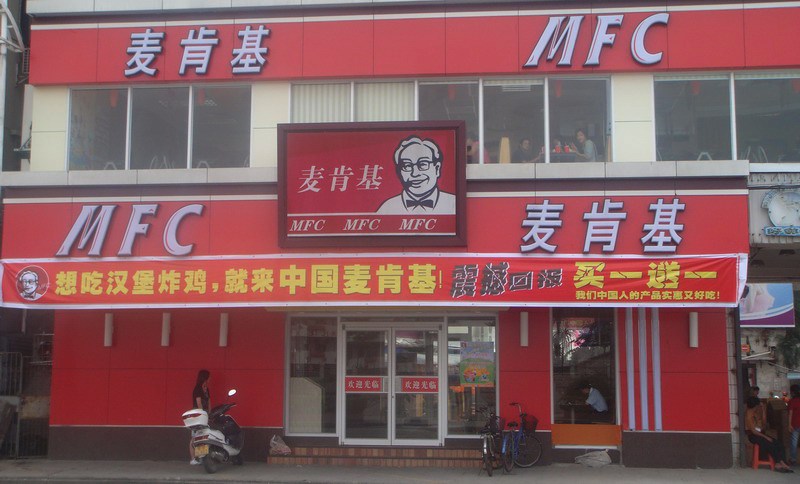 麦肯基 MFC
麦肯基
MFC MFC MFC
MFC 麦肯基
想吃汉堡炸鸡，就来中国麦肯基！震撼回报 买一送一
我们中国人的产品实惠又好吃！
欢迎光临 欢迎光临